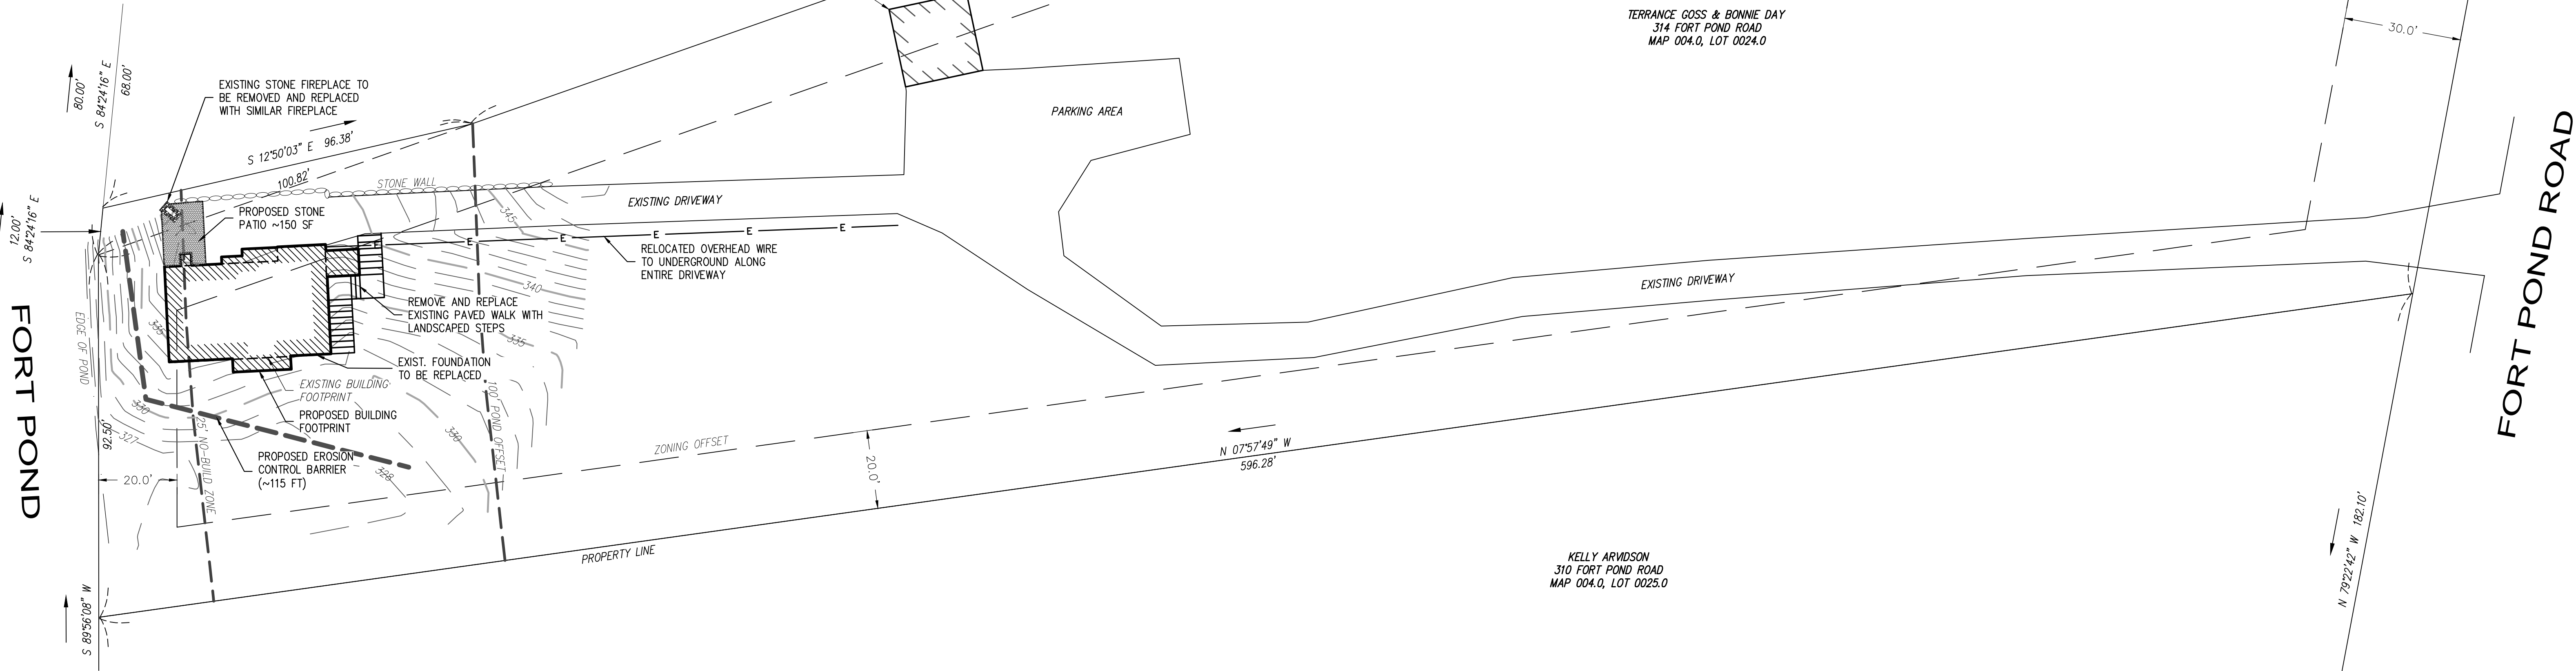 TERRANCE GOSS & BONNIE DAY
314 FORT POND ROAD
MAP 004.0, LOT 0024.0
30.0'
80.00'
S 84°24'16" E
68.00'
EXISTING STONE FIREPLACE TO
BE REMOVED AND REPLACED
WITH SIMILAR FIREPLACE
S 12°50'03" E 96.38'
100.82'
STONE WALL
PARKING AREA
12.00'
S 84°24'16" E
PROPOSED STONE
PATIO ~150 SF
345
EXISTING DRIVEWAY
E
E
E
E
E
RELOCATED OVERHEAD WIRE
TO UNDERGROUND ALONG
ENTIRE DRIVEWAY
340
REMOVE AND REPLACE
EXISTING PAVED WALK WITH
LANDSCAPED STEPS
335
335
EXISTING DRIVEWAY
FORT POND ROAD
FORT POND
EDGE OF POND
EXIST. FOUNDATION
TO BE REPLACED
EXISTING BUILDING
FOOTPRINT
PROPOSED BUILDING
FOOTPRINT
100' POND OFFSET
330
330
327
92.50'
25' NO-BUILD ZONE
PROPOSED EROSION
CONTROL BARRIER
(~115 FT)
328
20.0'
ZONING OFFSET
20.0'
N 07°57'49" W
596.28'
PROPERTY LINE
KELLY ARVIDSON
310 FORT POND ROAD
MAP 004.0, LOT 0025.0
N 79°22'42" W 182.10'
S 89°56'08" W